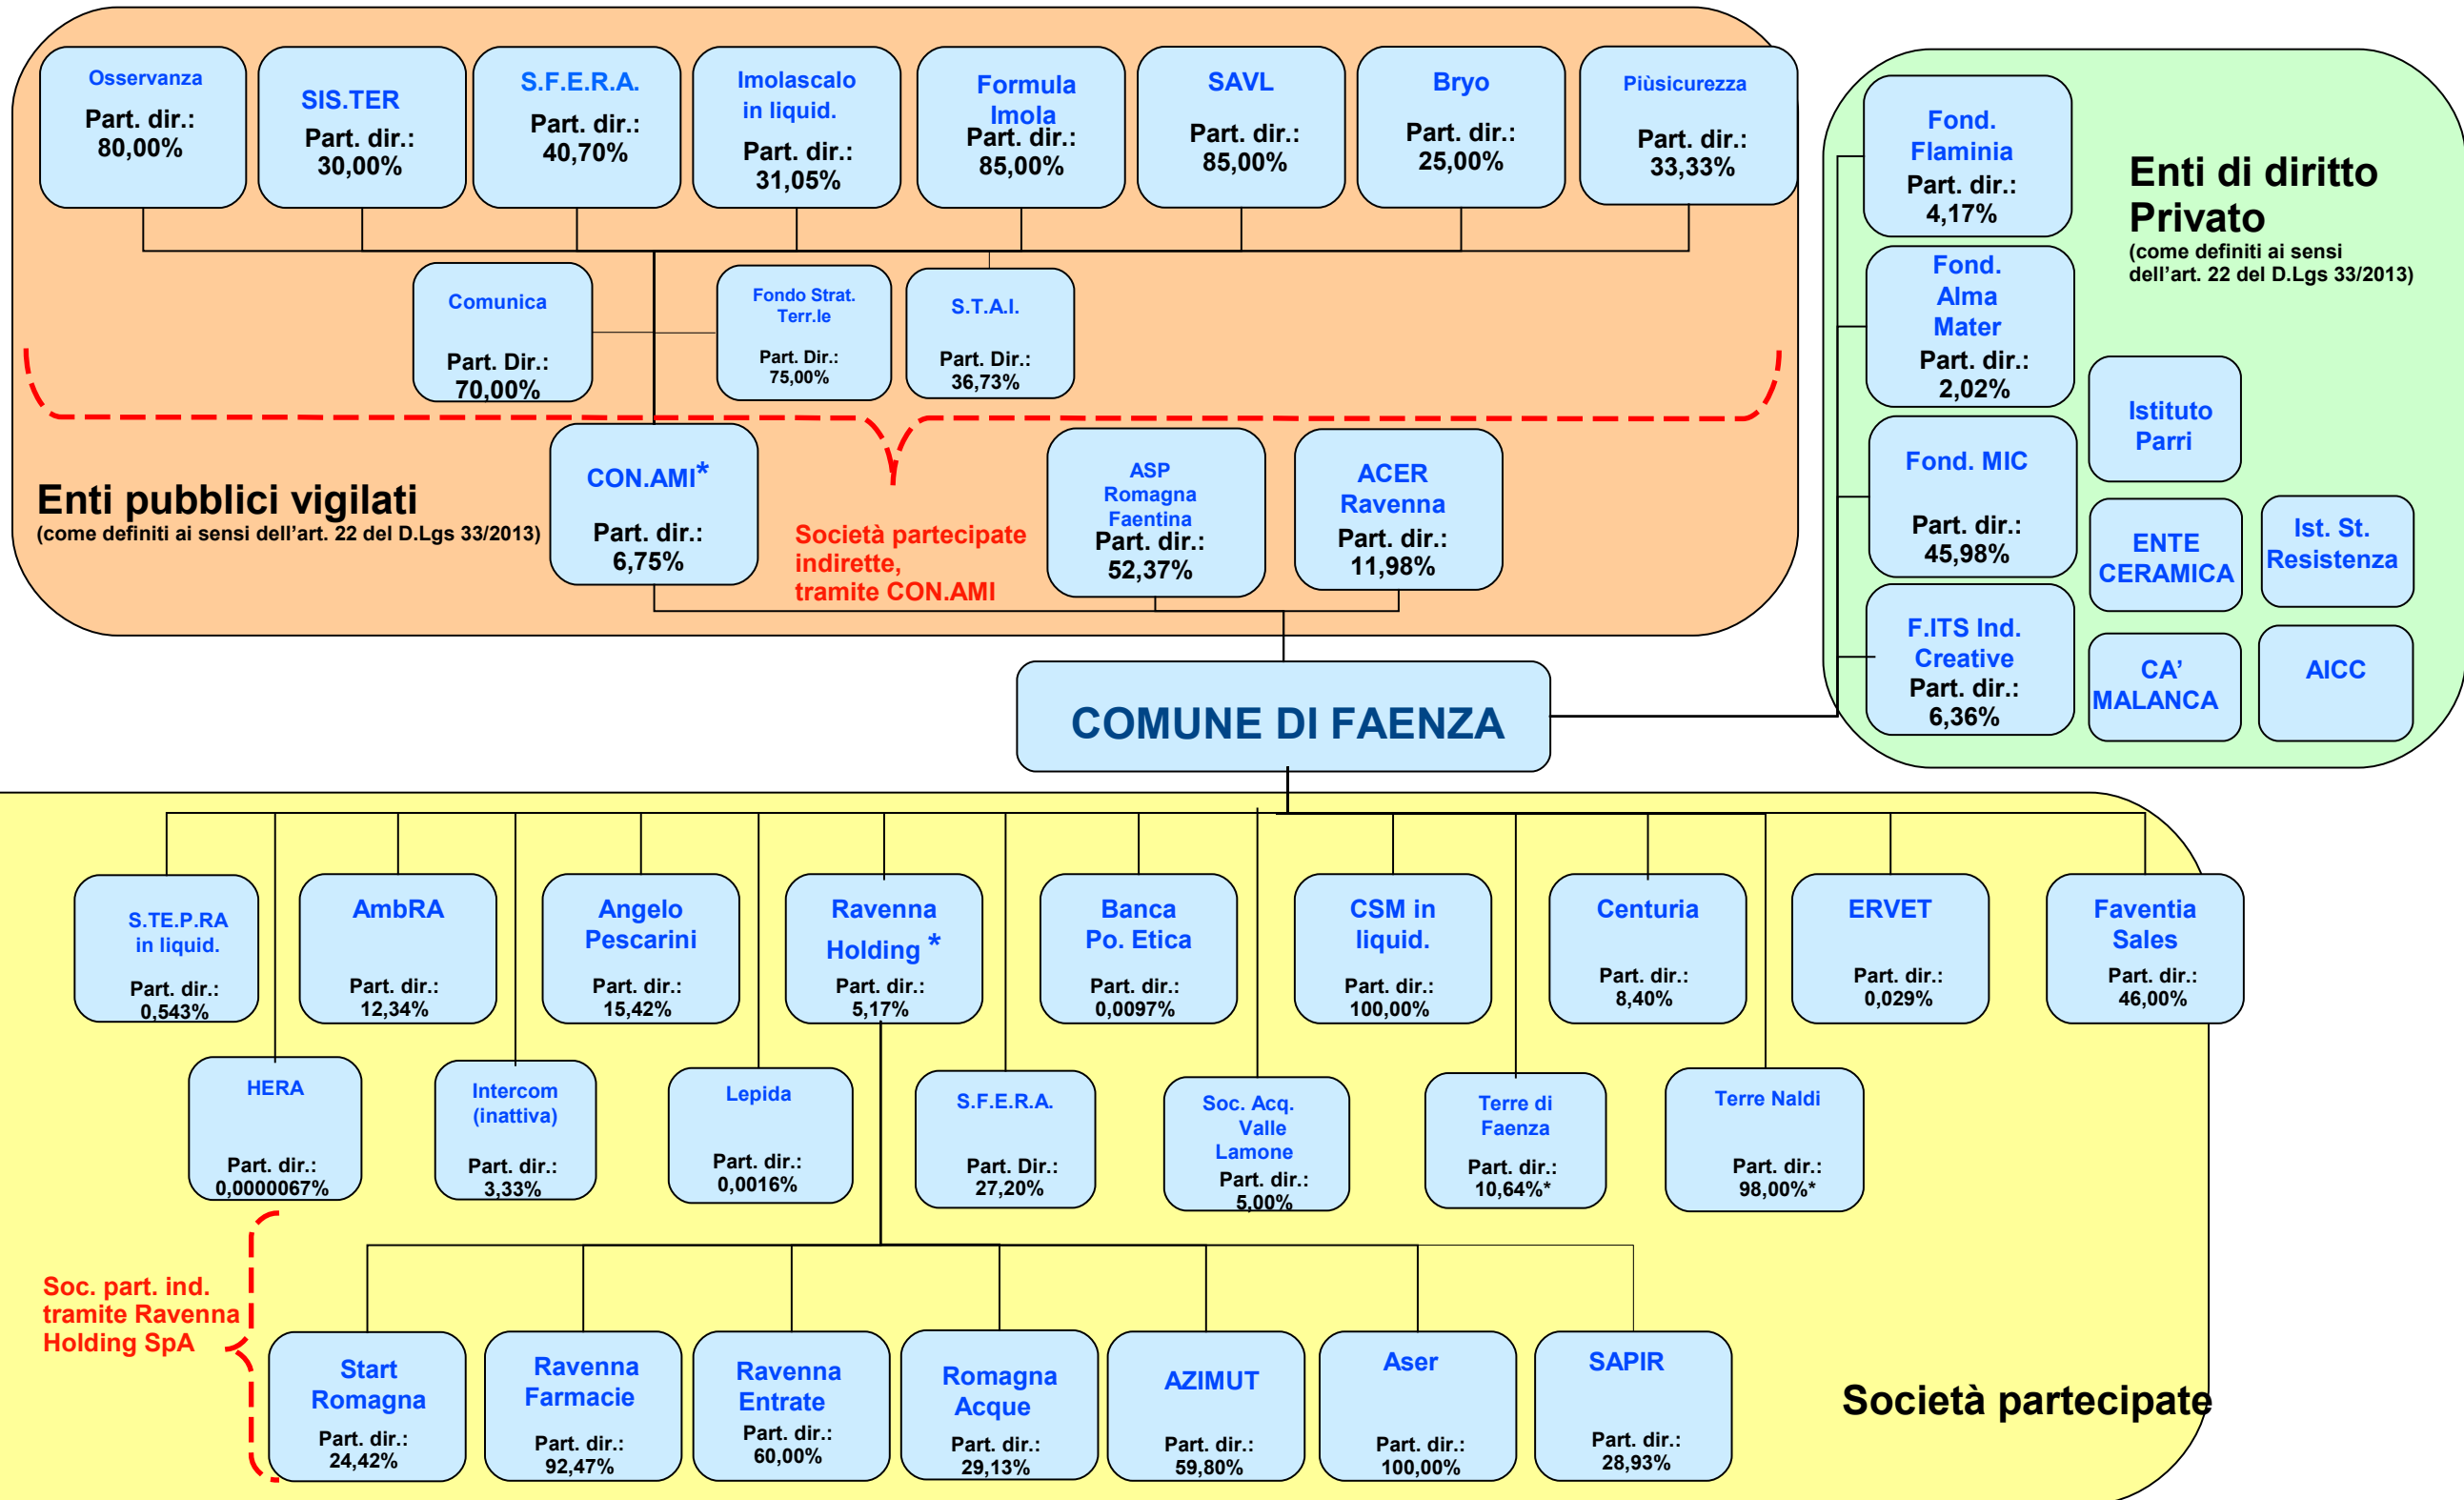 Osservanza
Part. dir.:
80,00%
SIS.TER
Part. dir.:
30,00%
S.F.E.R.A.
Part. dir.:
40,70%
Imolascalo
in liquid.
Part. dir.:
31,05%
Formula
Imola
Part. dir.:
85,00%
SAVL
Part. dir.:
85,00%
Bryo
Part. dir.:
25,00%
Piùsicurezza
Part. dir.:
33,33%
Comunica
Part. Dir.:
70,00%
Fondo Strat.
Terr.le
Part. Dir.:
75,00%
S.T.A.I.
Part. Dir.:
36,73%
Enti pubblici vigilati
(come definiti ai sensi dell'art. 22 del D.Lgs 33/2013)
CON.AMI*
Part. dir.:
6,75%
Società partecipate
indirette,
tramite CON.AMI
ASP
Romagna
Faentina
Part. dir.:
52,37%
ACER
Ravenna
Part. dir.:
11,98%
Fond.
Flaminia
Part. dir.:
4,17%
Enti di diritto
Privato
(come definiti ai sensi
dell'art. 22 del D.Lgs 33/2013)
Fond.
Alma
Mater
Part. dir.:
2,02%
Fond. MIC
Part. dir.:
45,98%
F.ITS Ind.
Creative
Part. dir.:
6,36%
Istituto
Parri
ENTE
CERAMICA
Ist. St.
Resistenza
CA'
MALANCA
AICC
COMUNE DI FAENZA
S.TE.P.RA
in liquid.
Part. dir.:
0,543%
AmbRA
Part. dir.:
12,34%
Angelo
Pescarini
Part. dir.:
15,42%
Ravenna
Holding *
Part. dir.:
5,17%
Banca
Po. Etica
Part. dir.:
0,0097%
CSM in
liquid.
Part. dir.:
100,00%
Centuria
Part. dir.:
8,40%
ERVET
Part. dir.:
0,029%
Faventia
Sales
Part. dir.:
46,00%
HERA
Part. dir.:
0,0000067%
Intercom
(inattiva)
Part. dir.:
3,33%
Lepida
Part. dir.:
0,0016%
S.F.E.R.A.
Part. Dir.:
27,20%
Soc. Acq.
Valle
Lamone
Part. dir.:
5,00%
Terre di
Faenza
Part. dir.:
10,64%*
Terre Naldi
Part. dir.:
98,00%*
Soc. part. ind.
tramite Ravenna
Holding SpA
Start
Romagna
Part. dir.:
24,42%
Ravenna
Farmacie
Part. dir.:
92,47%
Ravenna
Entrate
Part. dir.:
60,00%
Romagna
Acque
Part. dir.:
29,13%
AZIMUT
Part. dir.:
59,80%
Aser
Part. dir.:
100,00%
SAPIR
Part. dir.:
28,93%
Società partecipate